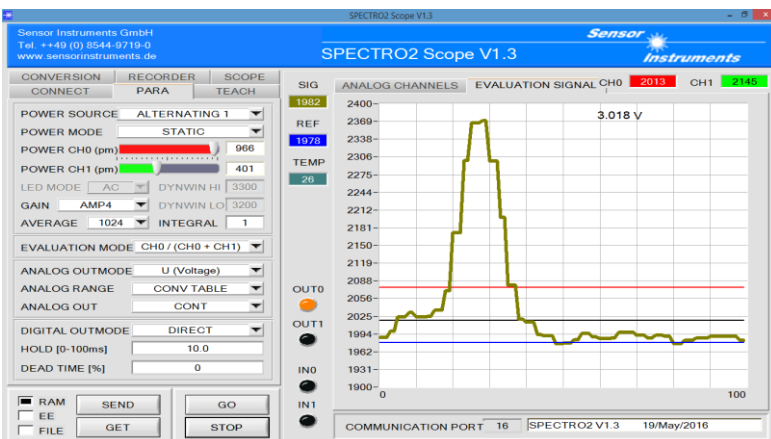 SPECTRO2 Scope V1.3
Sensor Instruments GmbH
Tel. ++49 (0) 8544-9719-0
www.sensorinstruments.de
SPECTRO2 Scope V1.3
Sensor
Instruments
CONVERSION RECORDER SCOPE
CONNECT PARA TEACH
POWER SOURCE ALTERNATING 1
POWER MODE STATIC
POWER CH0 (pm) 966
POWER CH1 (pm) 401
LED MODE AC DYNWIN HI 3300
GAIN AMP4 DYNWIN LO 3200
AVERAGE 1024 INTEGRAL 1
EVALUATION MODE CH0 / (CH0 + CH1)
ANALOG OUTMODE U (Voltage)
ANALOG RANGE CONV TABLE
ANALOG OUT CONT
DIGITAL OUTMODE DIRECT
HOLD [0-100ms] 10.0
DEAD TIME [%] 0
RAM
EE
FILE
SEND GO
GET STOP
SIG
1982
REF
1978
TEMP
26
OUT0
OUT1
IN0
IN1
ANALOG CHANNELS EVALUATION SIGNAL CH0 2013 CH1 2145
3.018 V
2400
2369
2338
2306
2275
2244
2212
2181
2150
2119
2088
2056
2025
1994
1962
1931
1900
0 100
COMMUNICATION PORT 16 SPECTRO2 V1.3 19/May/2016